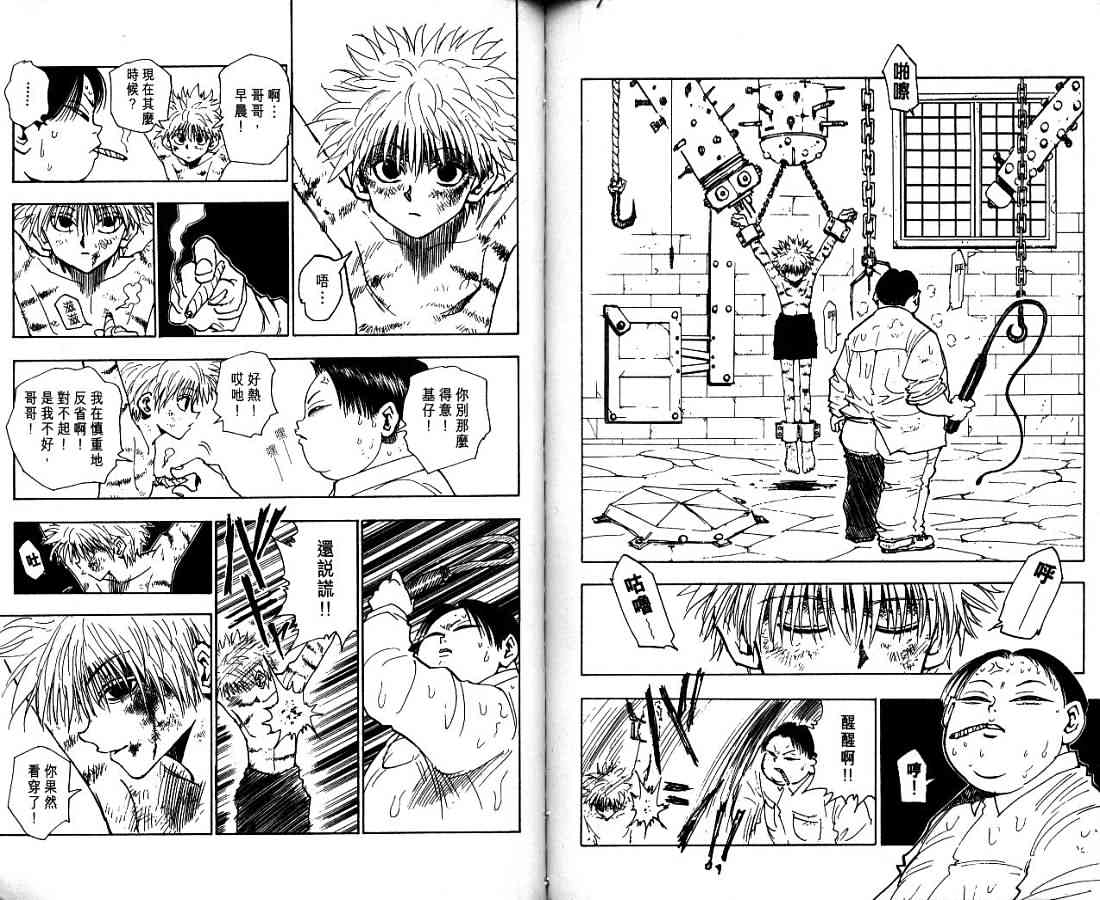 啪嚓
呼
呼
咕嚕
醒醒啊!!
哼!
唔…
啊…
哥哥，
早晨！
現在甚麼
時候？
……
滋滋
你別那麼
得意！
基仔！
嘿
嘿
好熱！
哎吔！
我在慎重地
反省啊！
對不起！
是我不好，
哥哥！
還說謊!!
吐
你果然
看穿了！